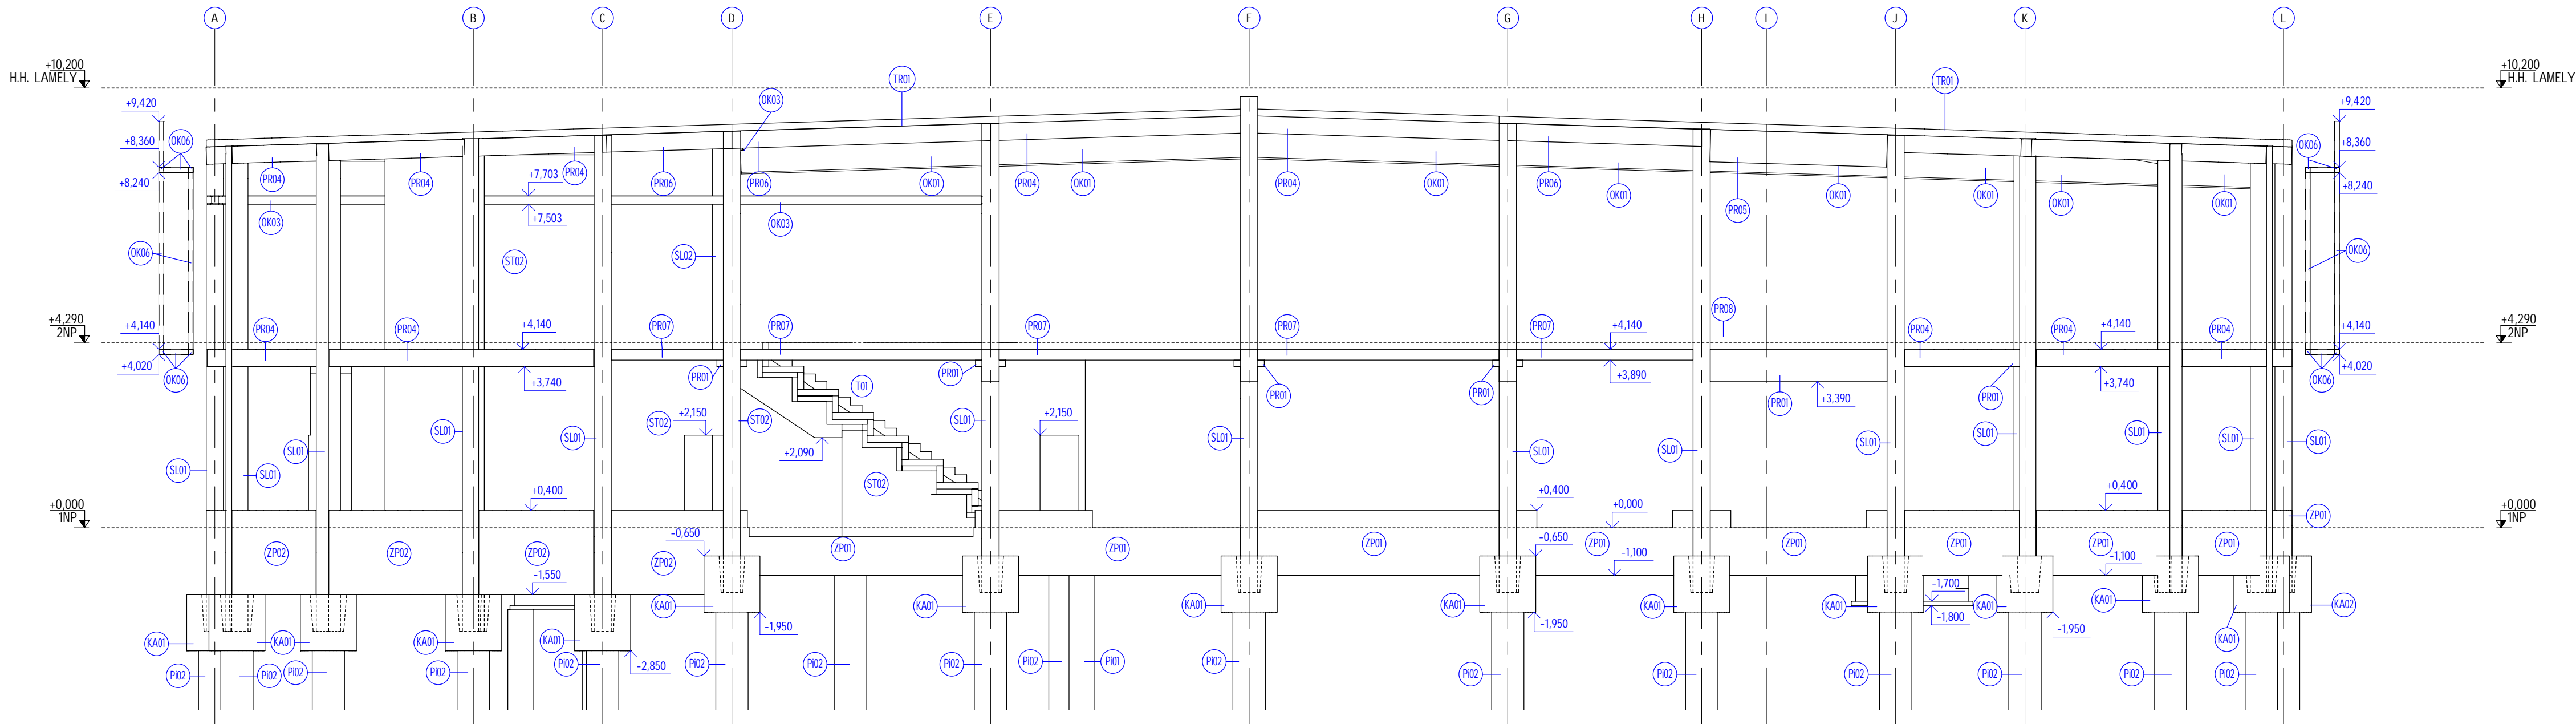 A B C D E F G H I J K L
+10,200
H.H. LAMELY
+10,200
H.H. LAMELY
TR01 TR01
+9,420 OK03 +9,420
+8,360 OK06 OK06 +8,360
+8,240 PR04 PR04 PR04 PR06 PR06 OK01 PR04 OK01 PR04 OK01 PR06 OK01 PR05 OK01 OK01 OK01 OK01 +8,240
+7,703
OK03 +7,503 OK03
OK06 ST02 SL02 OK06
+4,290
2NP
+4,290
2NP
+4,140 PR04 PR04 +4,140 PR07 PR07 PR07 PR07 PR07 +4,140 PR08 PR04 PR04 +4,140 PR04 +4,140
+4,020 OK06 +3,740 PR01 T01 PR01 PR01 PR01 +3,890 PR01 +3,390 PR01 +3,740 OK06 +4,020
SL01 SL01 SL01 SL01 SL01 ST02 +2,150 ST02 +2,090 ST02 SL01 +2,150 SL01 SL01 SL01 SL01 SL01 SL01 SL01 SL01
+0,000
1NP
+0,000
1NP
+0,400 +0,400 +0,000 +0,400 ZP01
ZP02 ZP02 ZP02 ZP02 -0,650 ZP01 ZP01 ZP01 -0,650 ZP01 -1,100 ZP01 ZP01 ZP01 -1,100 ZP01
-1,550 -1,700
KA01 KA01 KA01 KA01 KA01 -1,950 KA01 KA01 KA01 -1,950 KA01 KA01 -1,800 KA01 -1,950 KA01 KA01 KA02
-2,850
Pi02 Pi02 Pi02 Pi02 Pi02 Pi02 Pi02 Pi02 Pi02 Pi01 Pi02 Pi02 Pi02 Pi02 Pi02 Pi02 Pi02